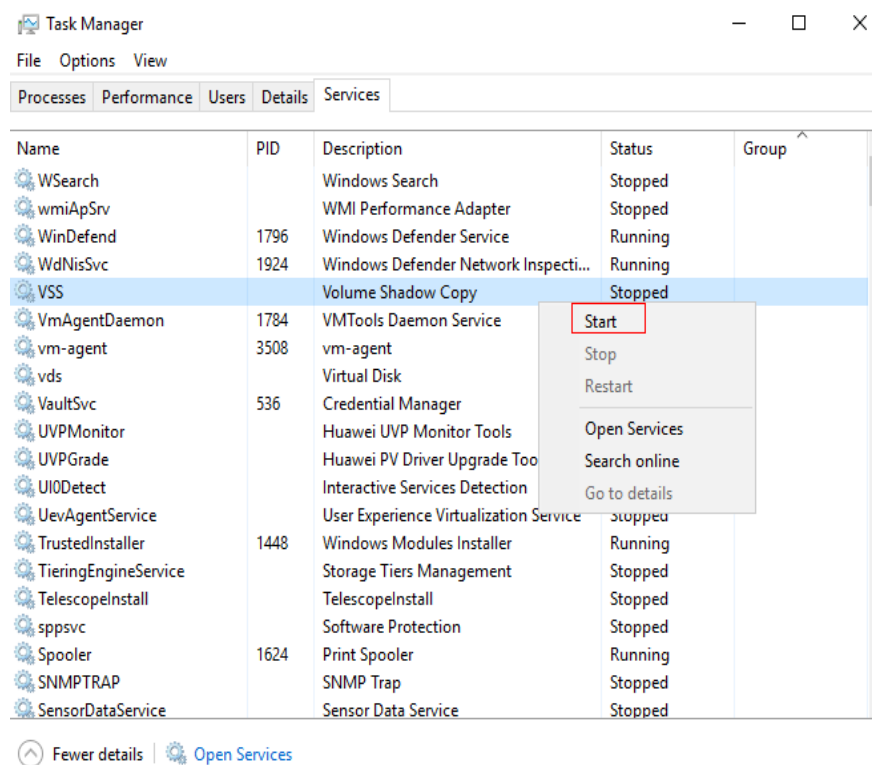 Task Manager
File Options View
Processes Performance Users Details Services
Name PID Description Status Group
WSearch Windows Search Stopped
wmiApSrv WMI Performance Adapter Stopped
WinDefend 1796 Windows Defender Service Running
WdNisSvc 1924 Windows Defender Network Inspecti... Running
VSS Volume Shadow Copy Stopped
VmAgentDaemon 1784 VMTools Daemon Service Start
vm-agent 3508 vm-agent Stop
vds Virtual Disk Restart
VaultSvc 536 Credential Manager
UVPMonitor Huawei UVP Monitor Tools Open Services
UVPGrade Huawei PV Driver Upgrade Too Search online
UI0Detect Interactive Services Detection Go to details
UevAgentService User Experience Virtualization Service Stopped
TrustedInstaller 1448 Windows Modules Installer Running
TieringEngineService Storage Tiers Management Stopped
TelescopeInstall TelescopeInstall Stopped
sppsvc Software Protection Stopped
Spooler 1624 Print Spooler Running
SNMPTRAP SNMP Trap Stopped
SensorDataService Sensor Data Service Stopped
Fewer details Open Services